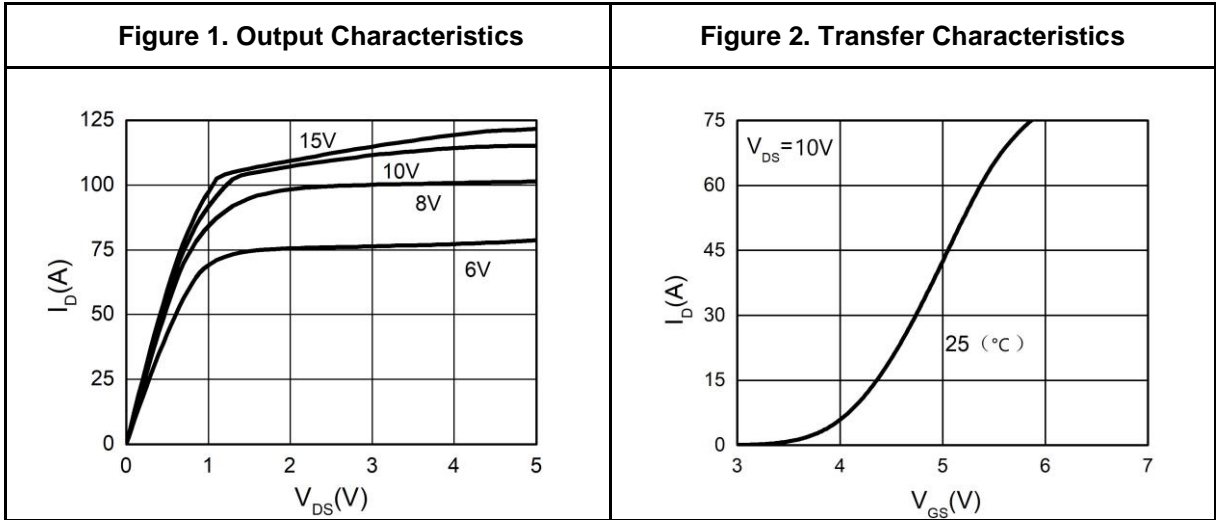 Figure 1. Output Characteristics
125
100
75
50
25
0
I_D(A)
15V
10V
8V
6V
0 1 2 3 4 5
V_DS(V)
Figure 2. Transfer Characteristics
75
60
45
30
15
0
I_D(A)
V_DS=10V
25（℃）
3 4 5 6 7
V_GS(V)